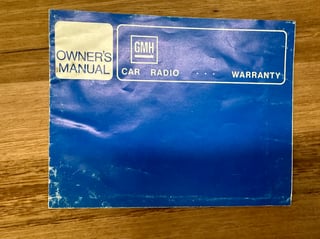 OWNER'S
MANUAL
GMH
CAR RADIO ... WARRANTY